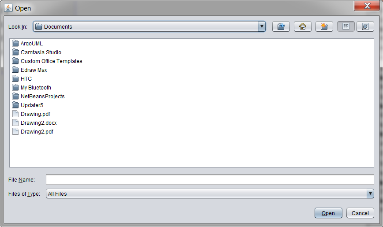 Open
Look In:
Documents
ArgoUML
Camtasia Studio
Custom Office Templates
Edraw Max
HTC
My Bluetooth
NetBeansProjects
Updater5
Drawing.pdf
Drawing2.docx
Drawing2.pdf
File Name:
Files of Type:
All Files
Open
Cancel